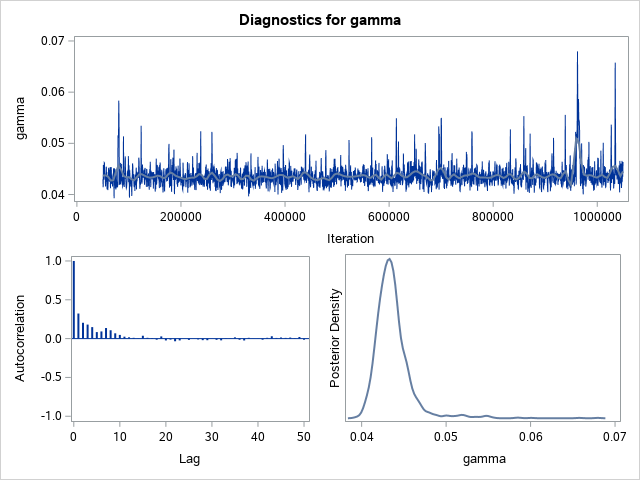 Diagnostics for gamma
0.07
0.06
0.05
0.04
gamma
0 200000 400000 600000 800000 1000000
Iteration
1.0
0.5
0.0
-0.5
-1.0
Autocorrelation
0 10 20 30 40 50
Lag
Posterior Density
0.04 0.05 0.06 0.07
gamma